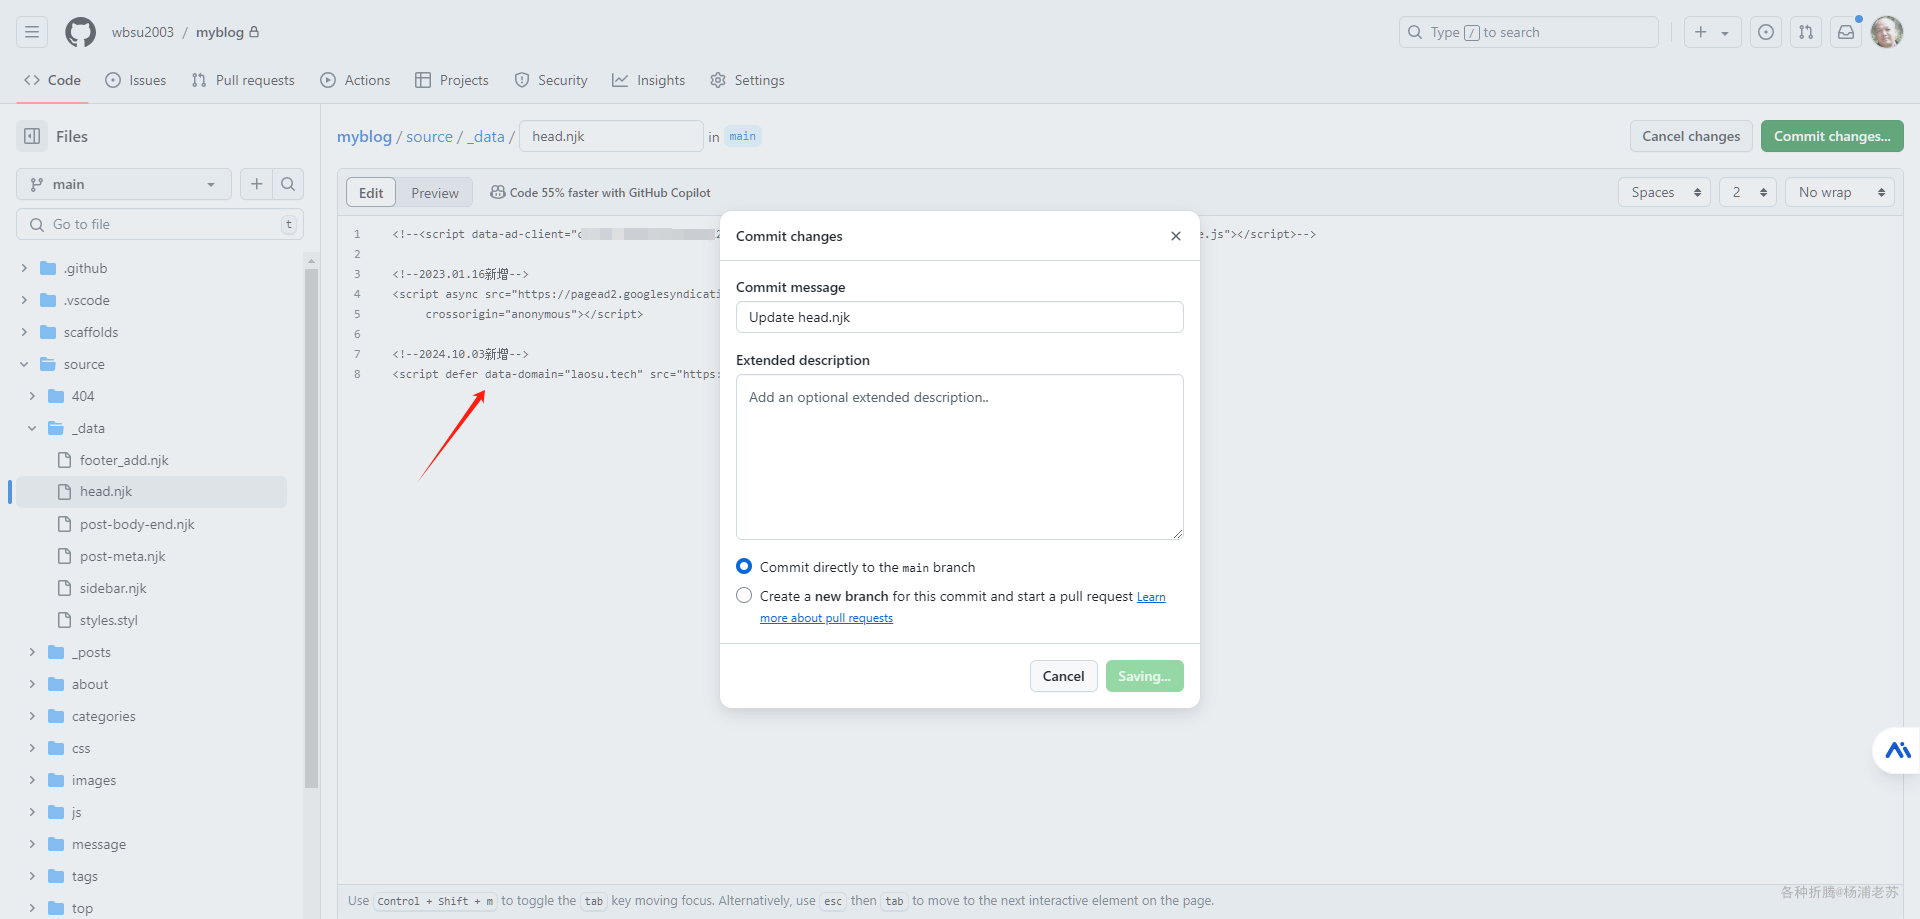 wbsu2003 / myblog
Type / to search
Code
Issues
Pull requests
Actions
Projects
Security
Insights
Settings
Files
myblog / source / _data / head.njk in main
Cancel changes
Commit changes...
main
Go to file
t
Edit
Preview
Code 55% faster with GitHub Copilot
Spaces
2
No wrap
.github
.vscode
scaffolds
source
404
_data
footer_add.njk
head.njk
post-body-end.njk
post-meta.njk
sidebar.njk
styles.styl
_posts
about
categories
css
images
js
message
tags
top
1 <!--<script data-ad-client="c
e.js"></script>-->
2
3 <!--2023.01.16新增-->
4 <script async src="https://pagead2.googlesyndicati
5 crossorigin="anonymous"></script>
6
7 <!--2024.10.03新增-->
8 <script defer data-domain="laosu.tech" src="https:
Commit changes
Commit message
Update head.njk
Extended description
Add an optional extended description..
Commit directly to the main branch
Create a new branch for this commit and start a pull request Learn
more about pull requests
Cancel
Saving...
Use Control + Shift + m to toggle the tab key moving focus. Alternatively, use esc then tab to move to the next interactive element on the page.
各种折腾@杨浦老苏